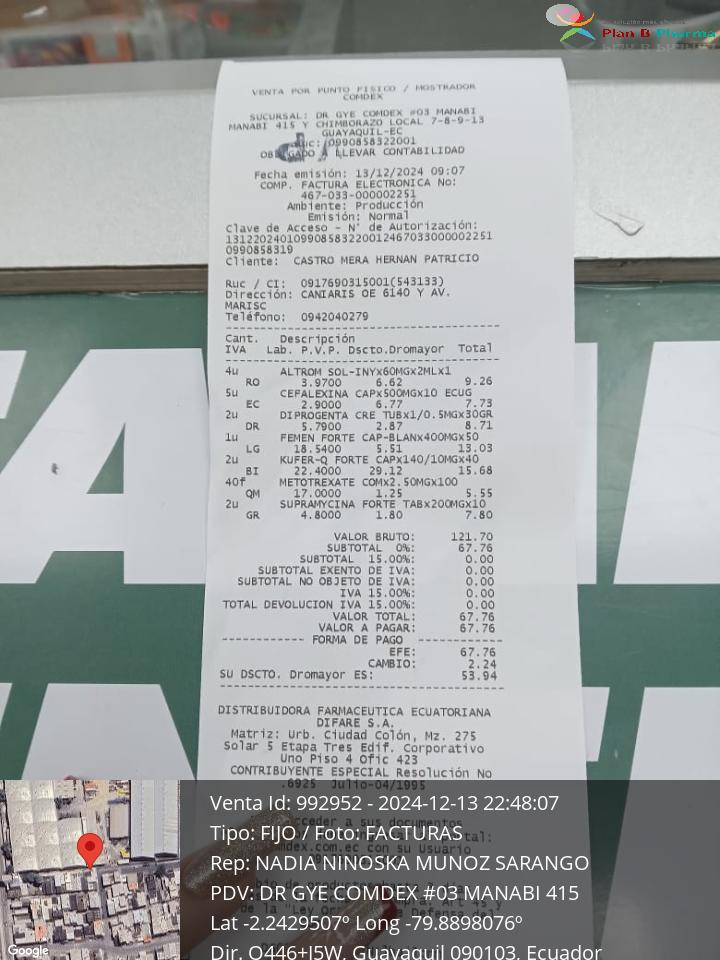 Plan B Pharma
VENTA POR PUNTO FISICO / MOSTRADOR
COMDEX
SUCURSAL: DR GYE COMDEX #03 MANABI
MANABI 415 Y CHIMBORAZO LOCAL 7-8-9-13
GUAYAQUIL-EC
Ruc: 0990858322001
OBLIGADO A LLEVAR CONTABILIDAD
Fecha emisión: 13/12/2024 09:07
COMP. FACTURA ELECTRONICA No:
467-033-000002251
Ambiente: Producción
Emisión: Normal
Clave de Acceso - N° de Autorización:
131220240109908583220012467033000002251
0990858319
Cliente: CASTRO MERA HERNAN PATRICIO
Ruc / CI: 0917690315001(543133)
Dirección: CANIARIS OE 6140 Y AV.
MARISC
Teléfono: 0942040279
Cant. Descripción
IVA Lab. P.V.P. Dscto.Dromayor Total
4u ALTROM SOL-INYx60MGx2MLx1
RO 3.9700 6.62 9.26
5u CEFALEXINA CAPx500MGx10 ECUG
EC 2.9000 6.77 7.73
2u DIPROGENTA CRE TUBx1/0.5MGx30GR
DR 5.7900 2.87 8.71
1u FEMEN FORTE CAP-BLANx400MGx50
LG 18.5400 5.51 13.03
2u KUFER-Q FORTE CAPx140/10MGx40
BI 22.4000 29.12 15.68
40f METOTREXATE COMx2.50MGx100
QM 17.0000 1.25 5.55
2u SUPRAMYCINA FORTE TABx200MGx10
GR 4.8000 1.80 7.80
VALOR BRUTO: 121.70
SUBTOTAL 0%: 67.76
SUBTOTAL 15.00%: 0.00
SUBTOTAL EXENTO DE IVA: 0.00
SUBTOTAL NO OBJETO DE IVA: 0.00
IVA 15.00%: 0.00
TOTAL DEVOLUCION IVA 15.00%: 0.00
VALOR TOTAL: 67.76
VALOR A PAGAR: 67.76
----------- FORMA DE PAGO -----------
EFE: 67.76
CAMBIO: 2.24
SU DSCTO. Dromayor ES: 53.94
DISTRIBUIDORA FARMACEUTICA ECUATORIANA
DIFARE S.A.
Matriz: Urb. Ciudad Colón, Mz. 275
Solar 5 Etapa Tres Edif. Corporativo
Uno Piso 4 Ofic 423
CONTRIBUYENTE ESPECIAL Resolución No
.6925 Julio-04/1995
Venta Id: 992952 - 2024-12-13 22:48:07
Tipo: FIJO / Foto: FACTURAS
Rep: NADIA NINOSKA MUNOZ SARANGO
PDV: DR GYE COMDEX #03 MANABI 415
Lat -2.2429507º Long -79.8898076º
Dir. Q446+J5W, Guayaquil 090103, Ecuador
Google